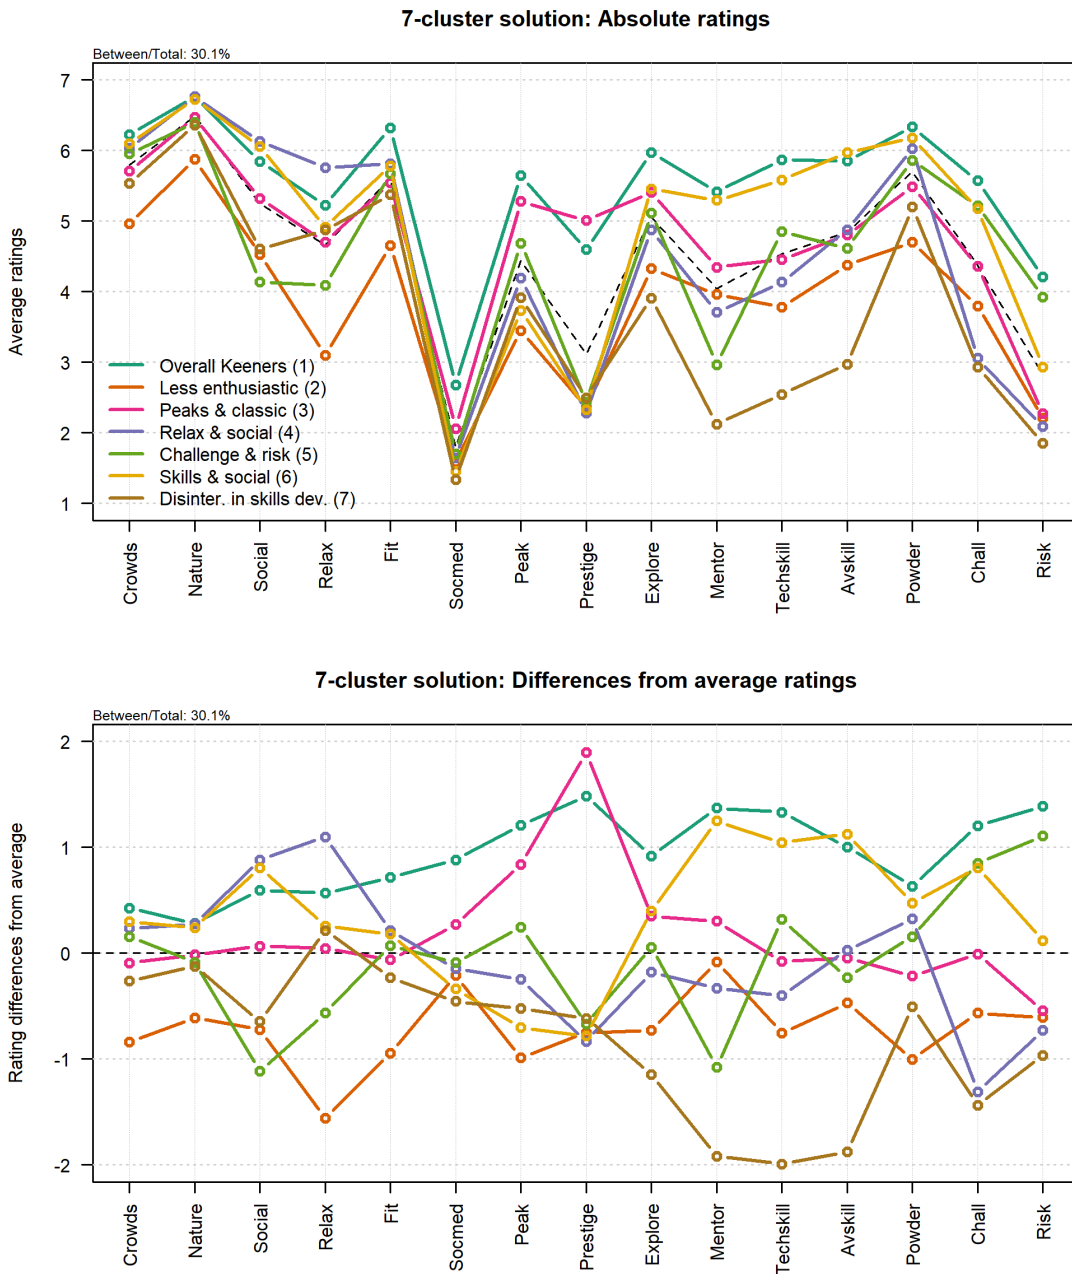 7-cluster solution: Absolute ratings
Between/Total: 30.1%
Average ratings
7
6
5
4
3
2
1
Overall Keeners (1)
Less enthusiastic (2)
Peaks & classic (3)
Relax & social (4)
Challenge & risk (5)
Skills & social (6)
Disinter. in skills dev. (7)
Crowds
Nature
Social
Relax
Fit
Socmed
Peak
Prestige
Explore
Mentor
Techskill
Avskill
Powder
Chall
Risk
7-cluster solution: Differences from average ratings
Between/Total: 30.1%
Rating differences from average
2
1
0
-1
-2
Crowds
Nature
Social
Relax
Fit
Socmed
Peak
Prestige
Explore
Mentor
Techskill
Avskill
Powder
Chall
Risk